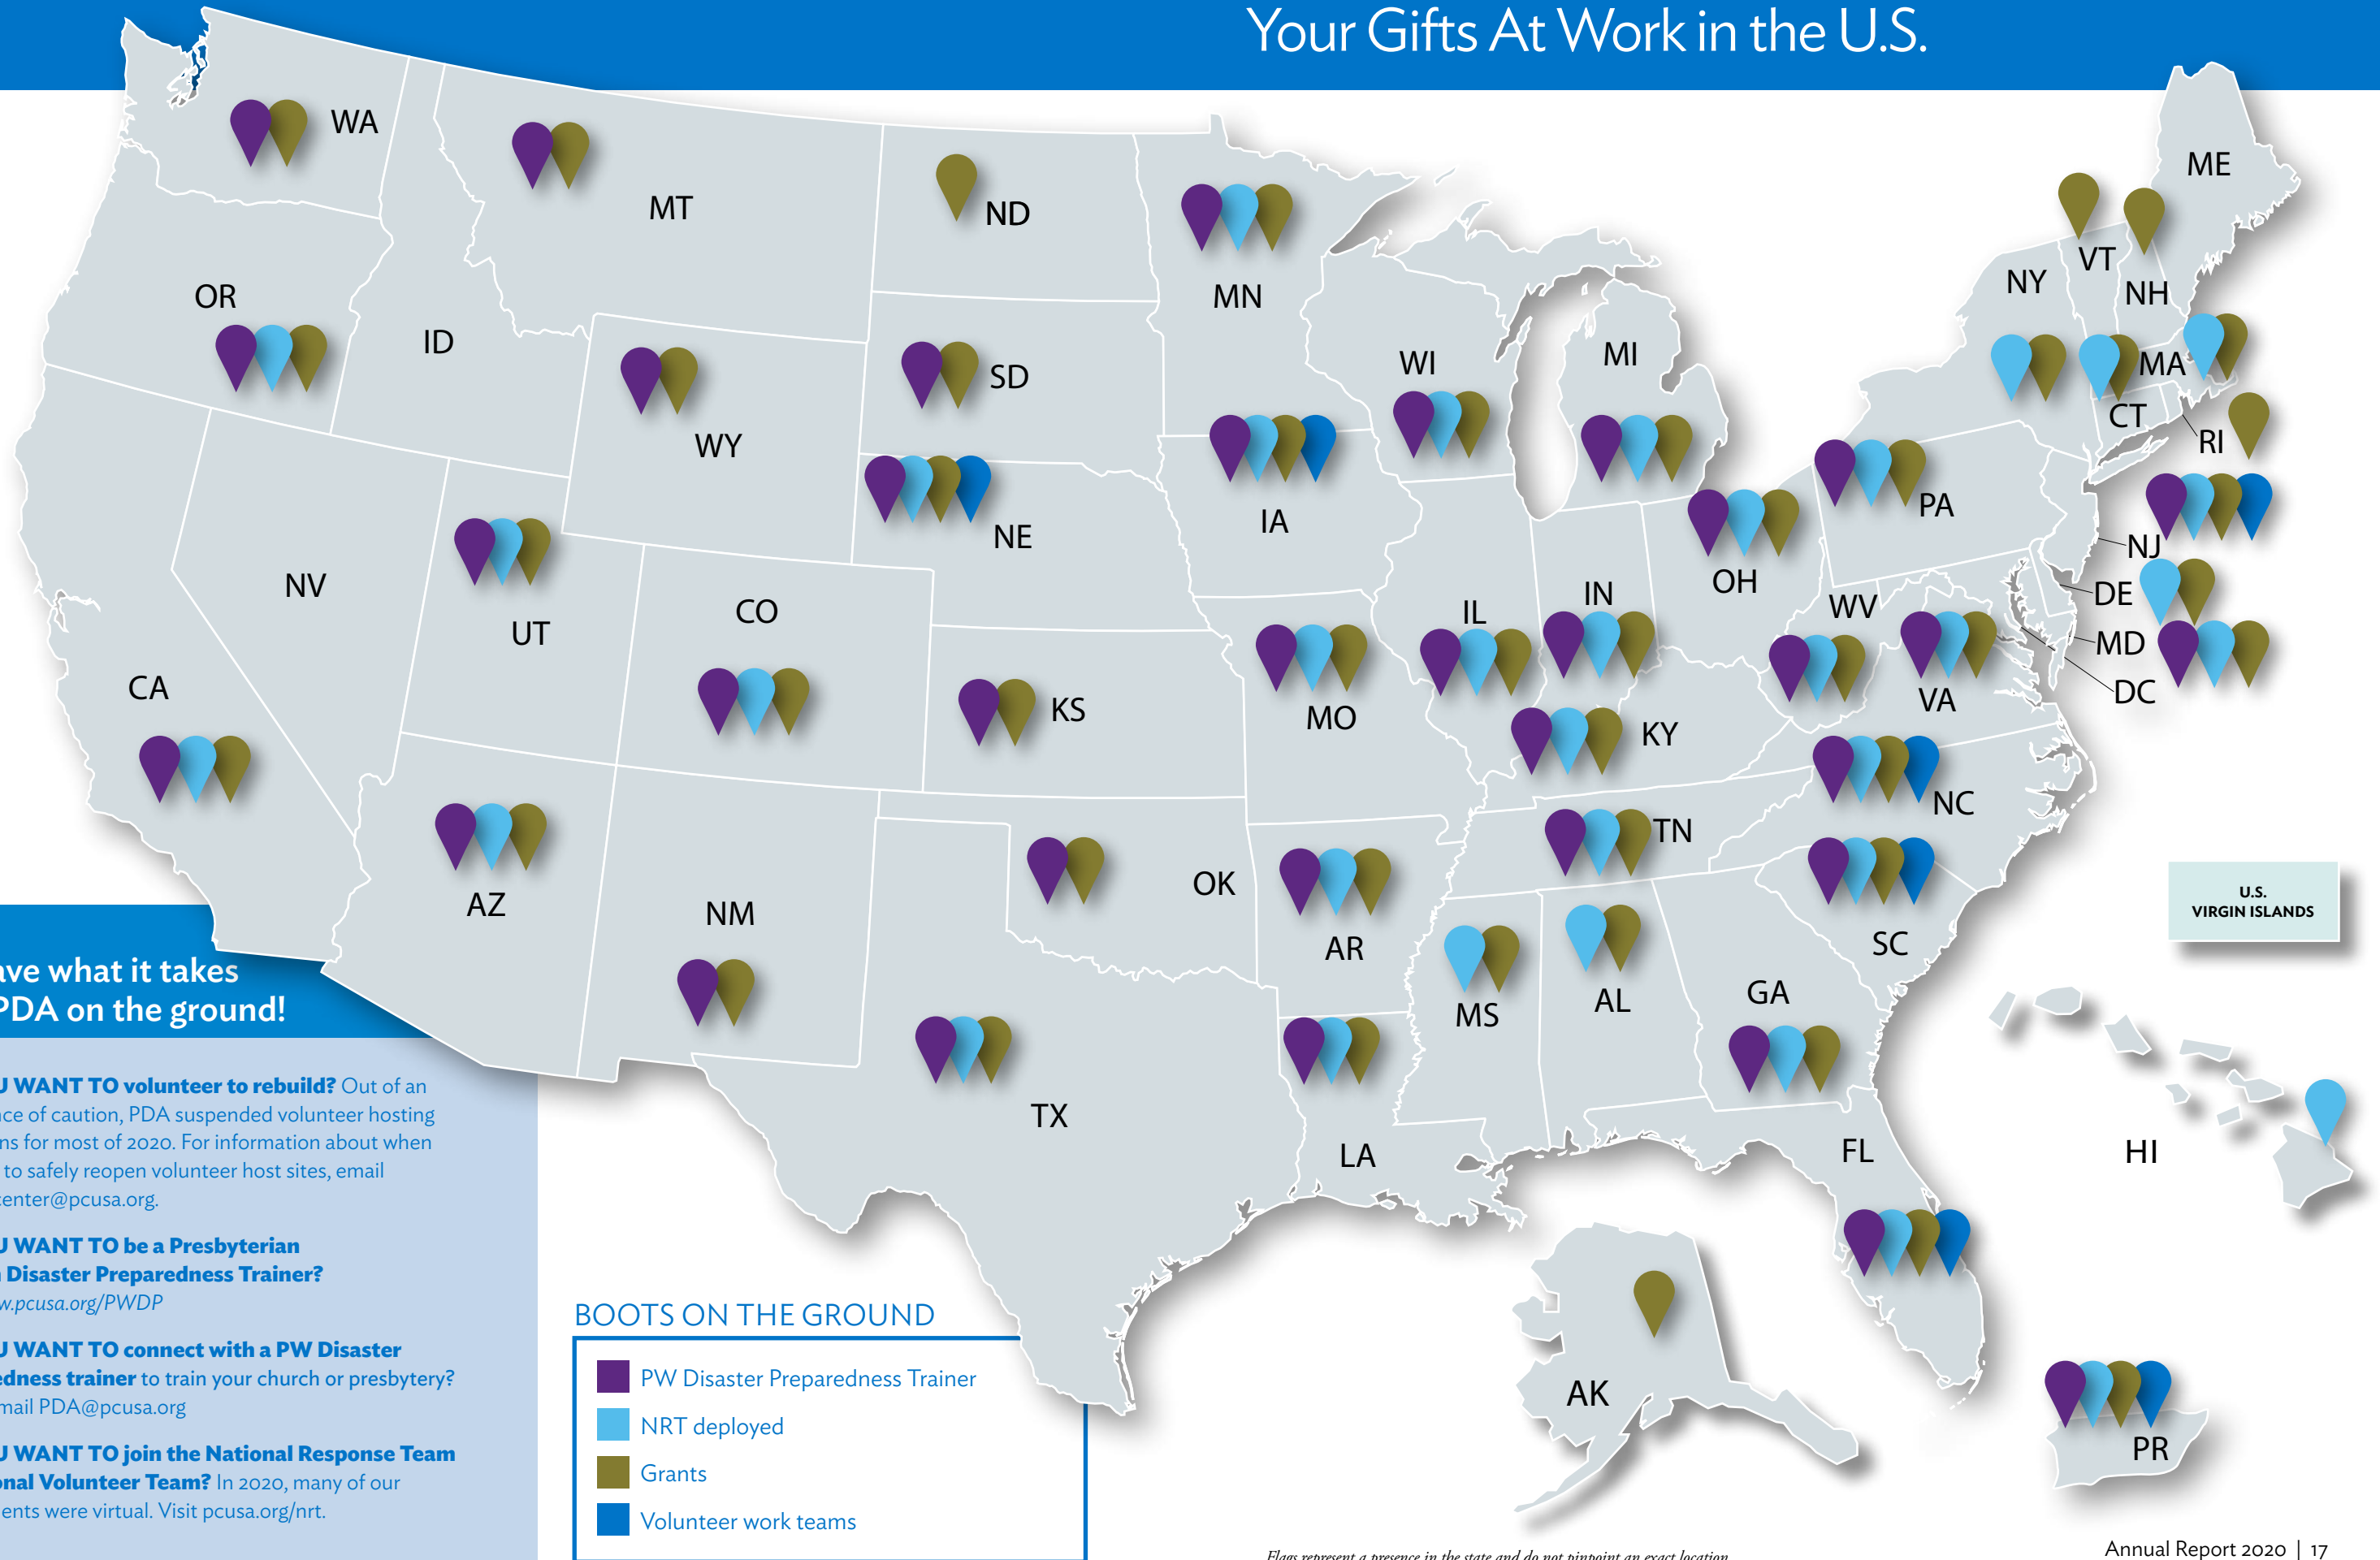 Your Gifts At Work in the U.S.
WA
MT
ND
MN
ME
VT
NH
NY
OR
ID
WY
SD
WI
MI
MA
CT
RI
NE
IA
PA
NJ
NV
UT
CO
IL
IN
OH
WV
DE
MD
DC
VA
CA
KS
MO
KY
NC
TN
AZ
NM
OK
AR
MS
AL
GA
SC
U.S.
VIRGIN ISLANDS
TX
LA
FL
HI
AK
PR
what it takes
PDA on the ground!
WANT TO volunteer to rebuild? Out of an
of caution, PDA suspended volunteer hosting
for most of 2020. For information about when
to safely reopen volunteer host sites, email
center@pcusa.org.
WANT TO be a Presbyterian
Disaster Preparedness Trainer?
w.pcusa.org/PWDP
WANT TO connect with a PW Disaster
edness trainer to train your church or presbytery?
mail PDA@pcusa.org
WANT TO join the National Response Team
onal Volunteer Team? In 2020, many of our
ents were virtual. Visit pcusa.org/nrt.
BOOTS ON THE GROUND
PW Disaster Preparedness Trainer
NRT deployed
Grants
Volunteer work teams
Flags represent a presence in the state and do not pinpoint an exact location
Annual Report 2020 | 17